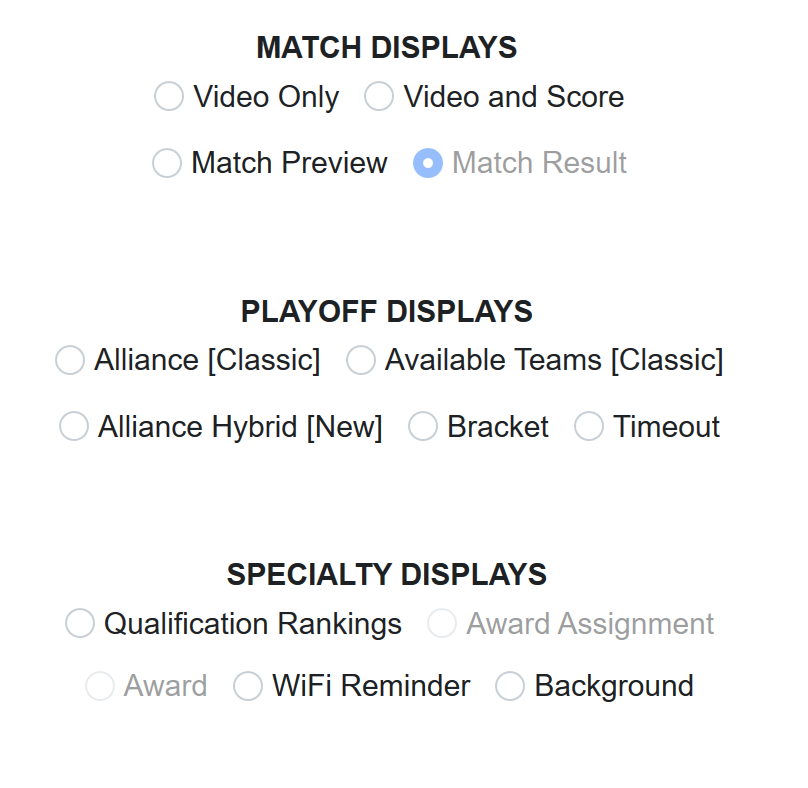 MATCH DISPLAYS
Video Only Video and Score
Match Preview Match Result
PLAYOFF DISPLAYS
Alliance [Classic] Available Teams [Classic]
Alliance Hybrid [New] Bracket Timeout
SPECIALTY DISPLAYS
Qualification Rankings Award Assignment
Award WiFi Reminder Background